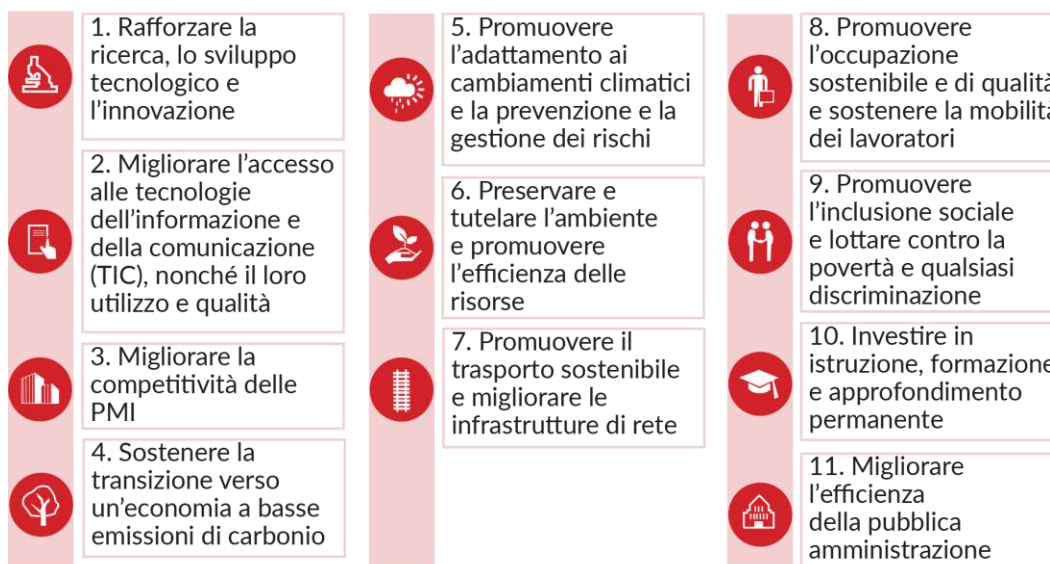 1. Rafforzare la
ricerca, lo sviluppo
tecnologico e
l’innovazione
2. Migliorare l’accesso
alle tecnologie
dell’informazione e
della comunicazione
(TIC), nonché il loro
utilizzo e qualità
3. Migliorare la
competitività delle
PMI
4. Sostenere la
transizione verso
un’economia a basse
emissioni di carbonio
5. Promuovere
l’adattamento ai
cambiamenti climatici
e la prevenzione e la
gestione dei rischi
6. Preservare e
tutelare l’ambiente
e promuovere
l’efficienza delle
risorse
7. Promuovere il
trasporto sostenibile
e migliorare le
infrastrutture di rete
8. Promuovere
l’occupazione
sostenibile e di qualità
e sostenere la mobilità
dei lavoratori
9. Promuovere
l’inclusione sociale
e lottare contro la
povertà e qualsiasi
discriminazione
10. Investire in
istruzione, formazione
e approfondimento
permanente
11. Migliorare
l’efficienza
della pubblica
amministrazione